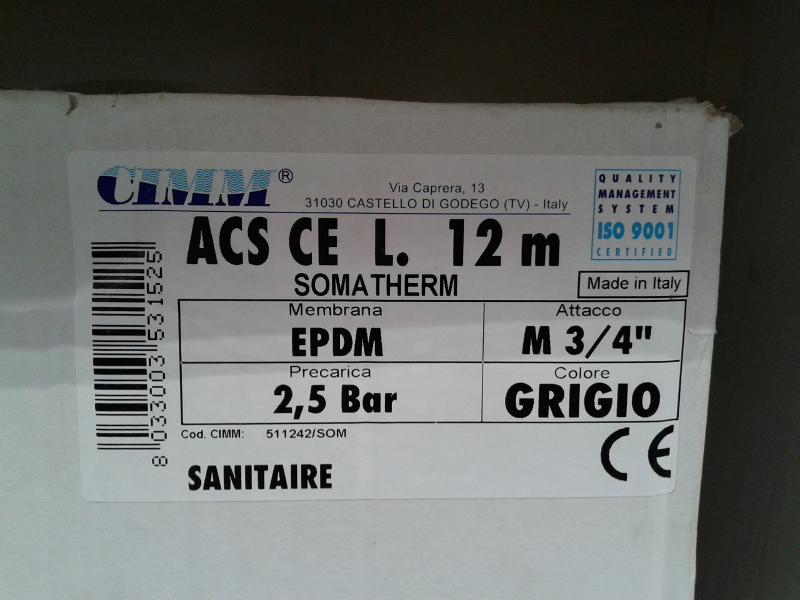 CIMM®
Via Caprera, 13
31030 CASTELLO DI GODEGO (TV) - Italy
QUALITY
MANAGEMENT
SYSTEM
ISO 9001
CERTIFIED
ACS CE L. 12 m
SOMATHERM
Made in Italy
Membrana
EPDM
Attacco
M 3/4"
Precarica
2,5 Bar
Colore
GRIGIO
Cod. CIMM: 511242/SOM
CE
SANITAIRE
8 033003 531525